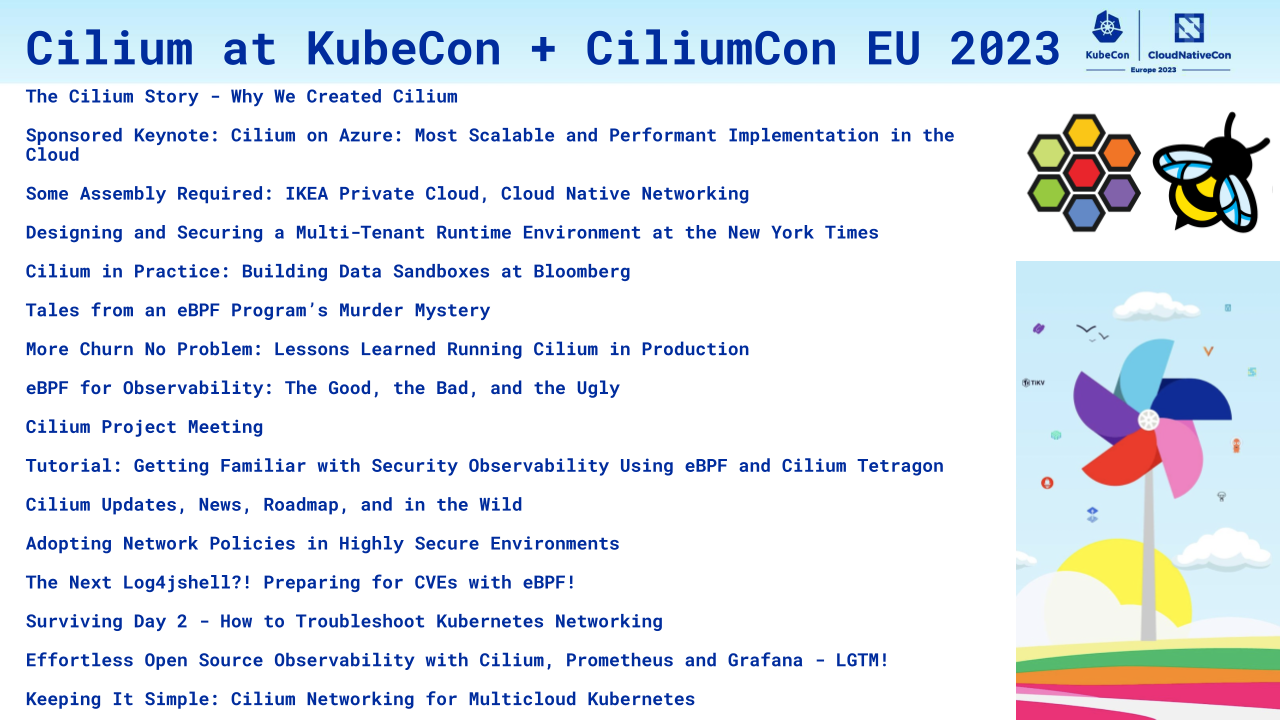 Cilium at KubeCon + CiliumCon EU 2023
KubeCon
CloudNativeCon
Europe 2023
The Cilium Story - Why We Created Cilium
Sponsored Keynote: Cilium on Azure: Most Scalable and Performant Implementation in the
Cloud
Some Assembly Required: IKEA Private Cloud, Cloud Native Networking
Designing and Securing a Multi-Tenant Runtime Environment at the New York Times
Cilium in Practice: Building Data Sandboxes at Bloomberg
Tales from an eBPF Program’s Murder Mystery
More Churn No Problem: Lessons Learned Running Cilium in Production
eBPF for Observability: The Good, the Bad, and the Ugly
Cilium Project Meeting
Tutorial: Getting Familiar with Security Observability Using eBPF and Cilium Tetragon
Cilium Updates, News, Roadmap, and in the Wild
Adopting Network Policies in Highly Secure Environments
The Next Log4jshell?! Preparing for CVEs with eBPF!
Surviving Day 2 - How to Troubleshoot Kubernetes Networking
Effortless Open Source Observability with Cilium, Prometheus and Grafana - LGTM!
Keeping It Simple: Cilium Networking for Multicloud Kubernetes
TiKV